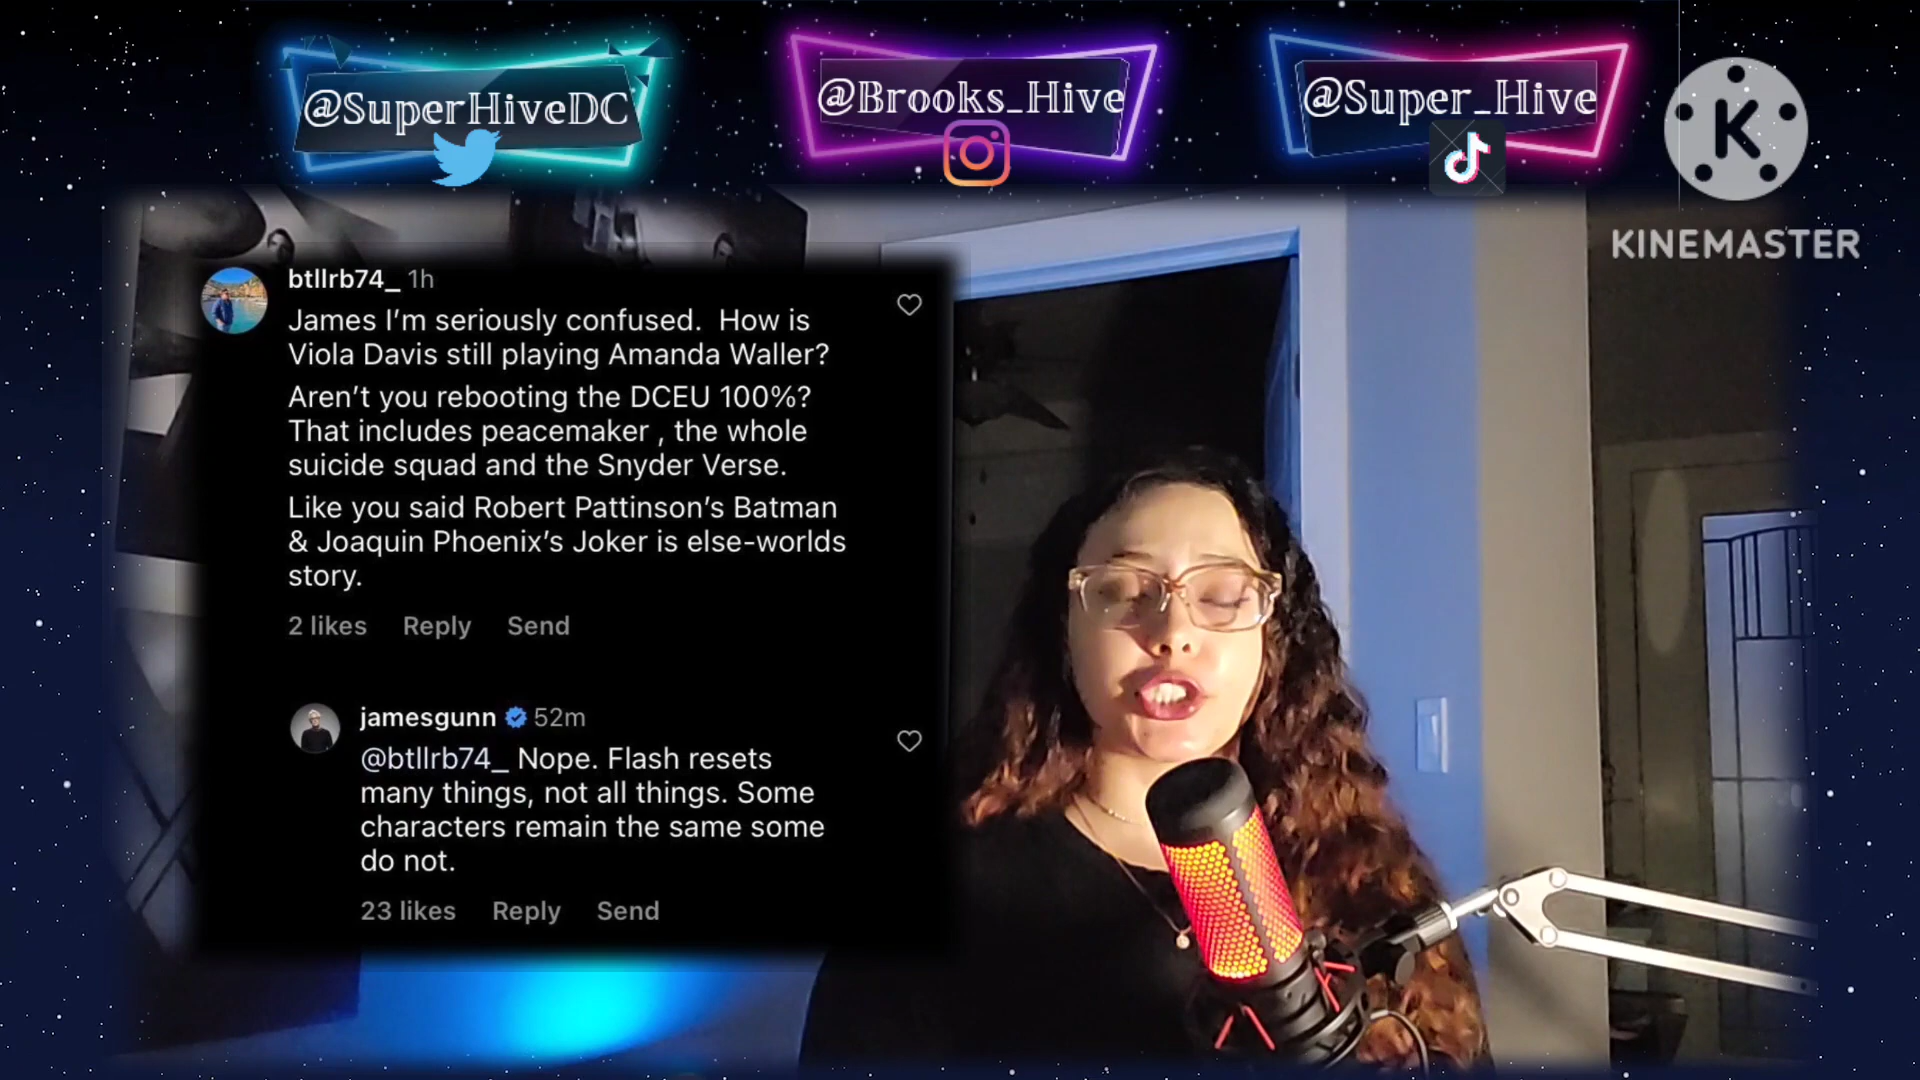 @SuperHiveDC
@Brooks_Hive
@Super_Hive
K
KINEMASTER
btllrb74_ 1h
James I’m seriously confused.  How is
Viola Davis still playing Amanda Waller?
Aren’t you rebooting the DCEU 100%?
That includes peacemaker , the whole
suicide squad and the Snyder Verse.
Like you said Robert Pattinson’s Batman
& Joaquin Phoenix’s Joker is else-worlds
story.
2 likes Reply Send
jamesgunn 52m
@btllrb74_ Nope. Flash resets
many things, not all things. Some
characters remain the same some
do not.
23 likes Reply Send